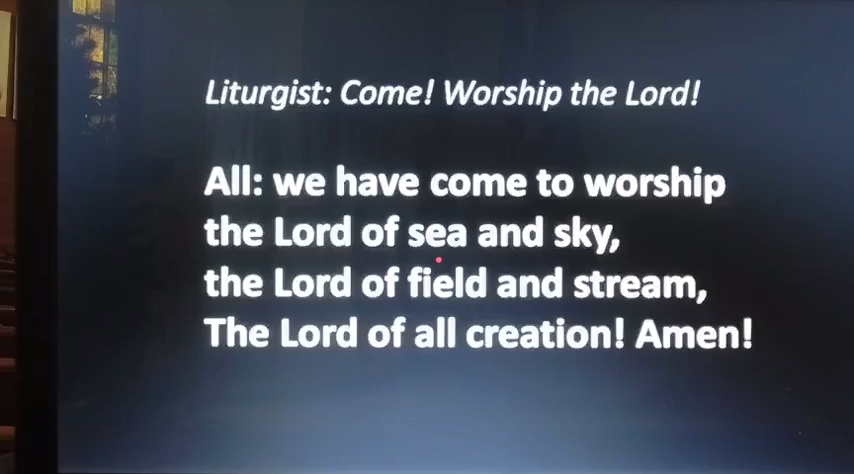 Liturgist: Come! Worship the Lord!
All: we have come to worship
the Lord of sea and sky,
the Lord of field and stream,
The Lord of all creation! Amen!